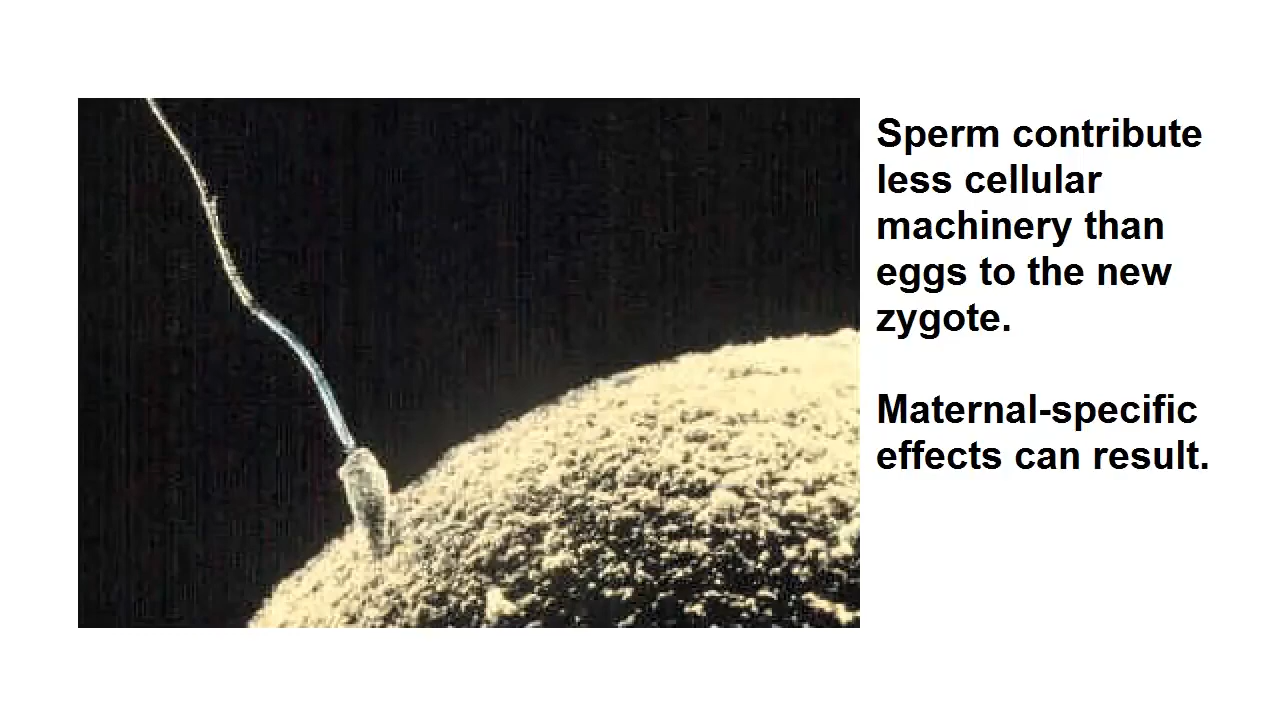 Sperm contribute
less cellular
machinery than
eggs to the new
zygote.
Maternal-specific
effects can result.